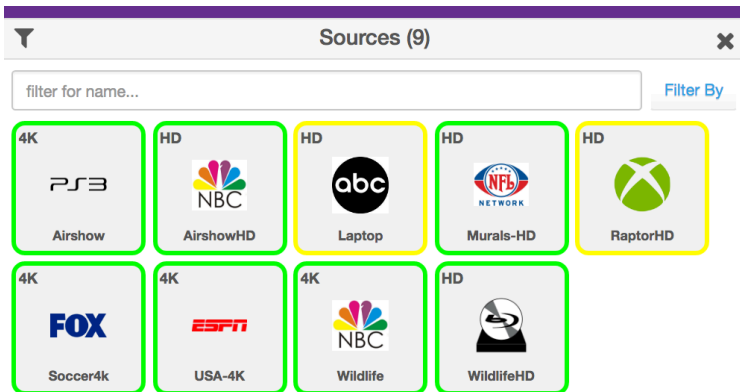 Sources (9)
filter for name...
Filter By
4K
PS3
Airshow
HD
NBC
AirshowHD
HD
abc
Laptop
HD
NFL
NETWORK
Murals-HD
HD
RaptorHD
4K
FOX
Soccer4k
4K
ESPN
USA-4K
4K
NBC
Wildlife
HD
WildlifeHD